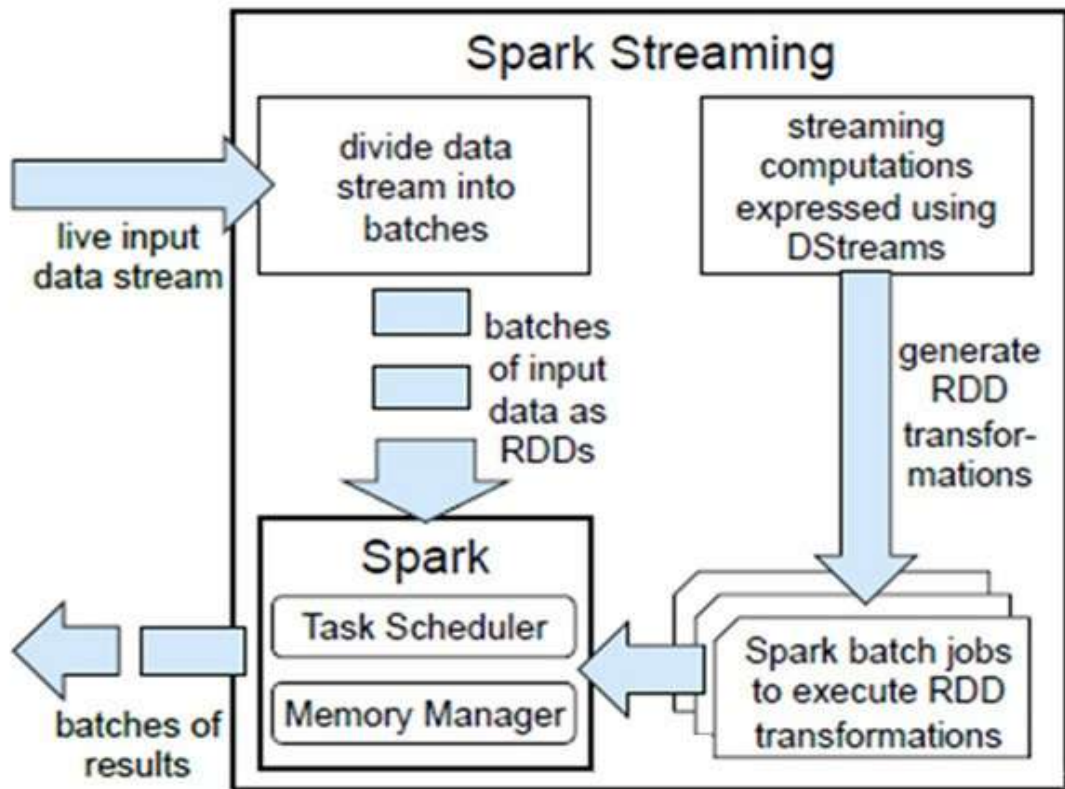 Spark Streaming
divide data
stream into
batches
streaming
computations
expressed using
DStreams
live input
data stream
batches
of input
data as
RDDs
generate
RDD
transfor-
mations
Spark
Task Scheduler
Memory Manager
Spark batch jobs
to execute RDD
transformations
batches of
results